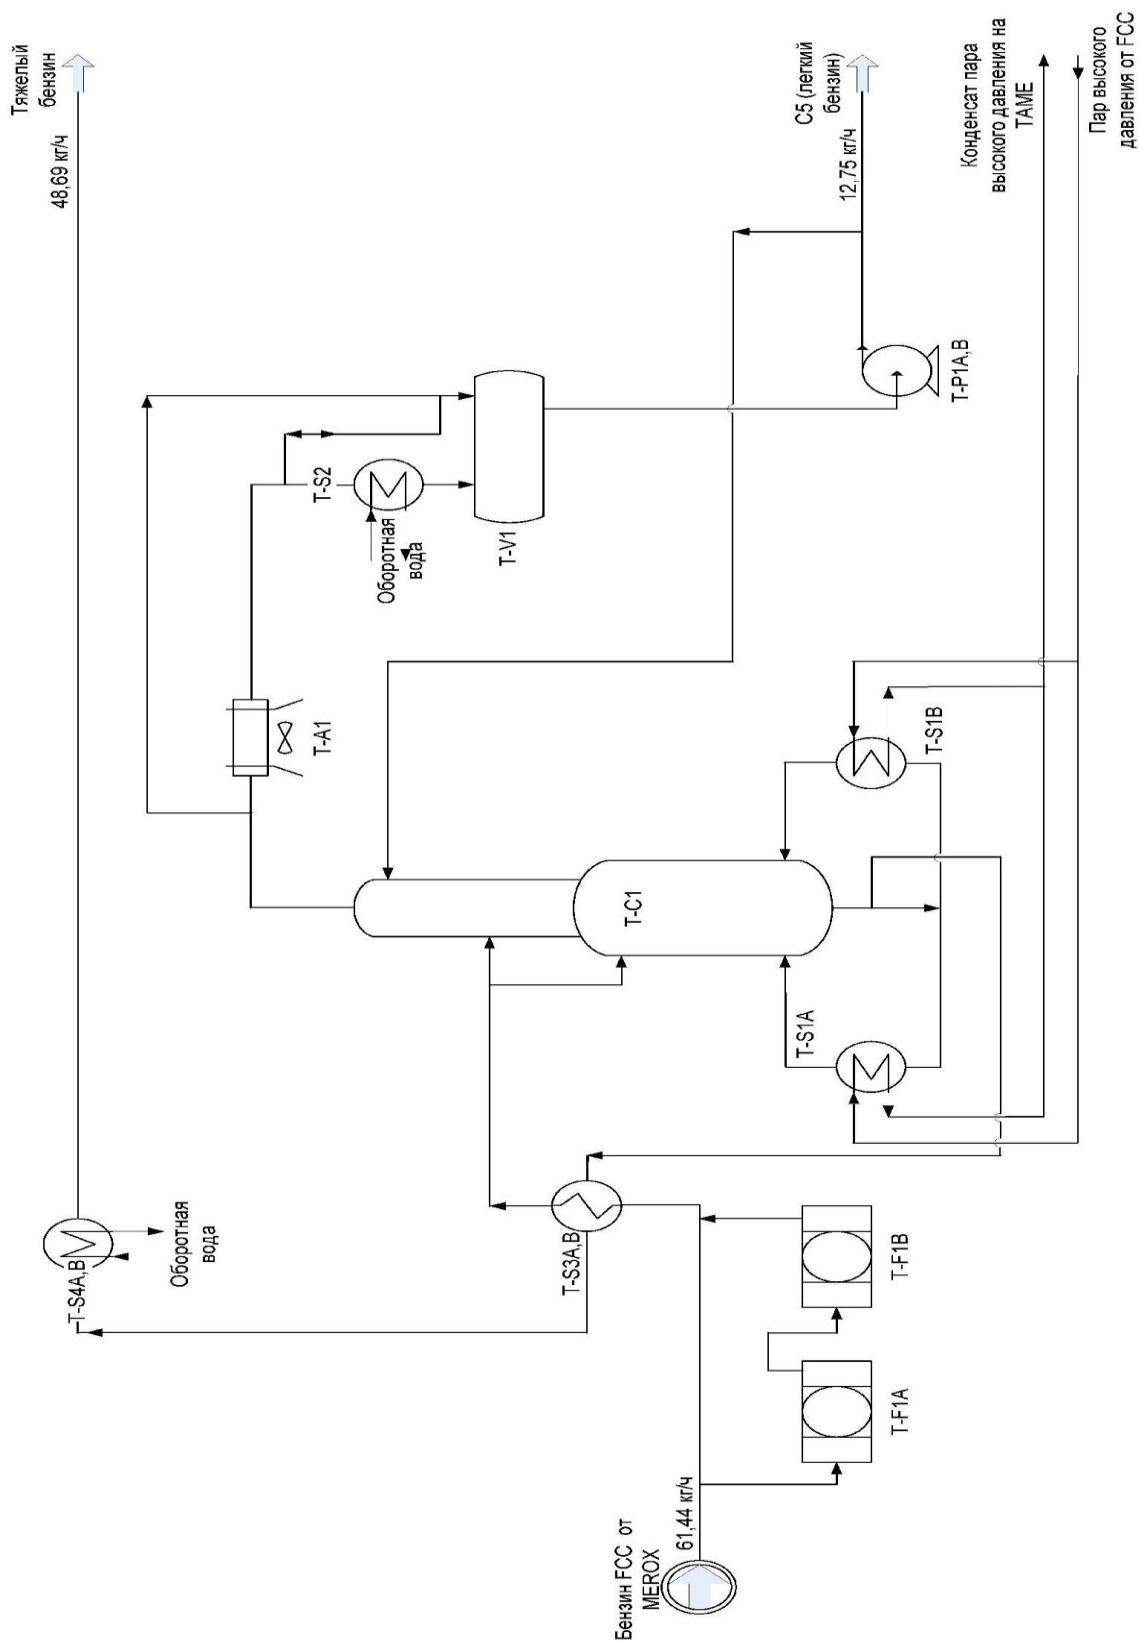 Тяжелый
бензин
48,69 кг/ч
С5 (легкий
бензин)
12,75 кг/ч
Конденсат пара
высокого давления на
ТАМЕ
Пар высокого
давления от FCC
T-S2
Оборотная
вода
T-V1
T-P1A,B
T-A1
T-C1
T-S1B
T-S1A
T-S4A,B
Оборотная
вода
T-S3A,B
T-F1B
T-F1A
Бензин FCC от
MEROX
61,44 кг/ч